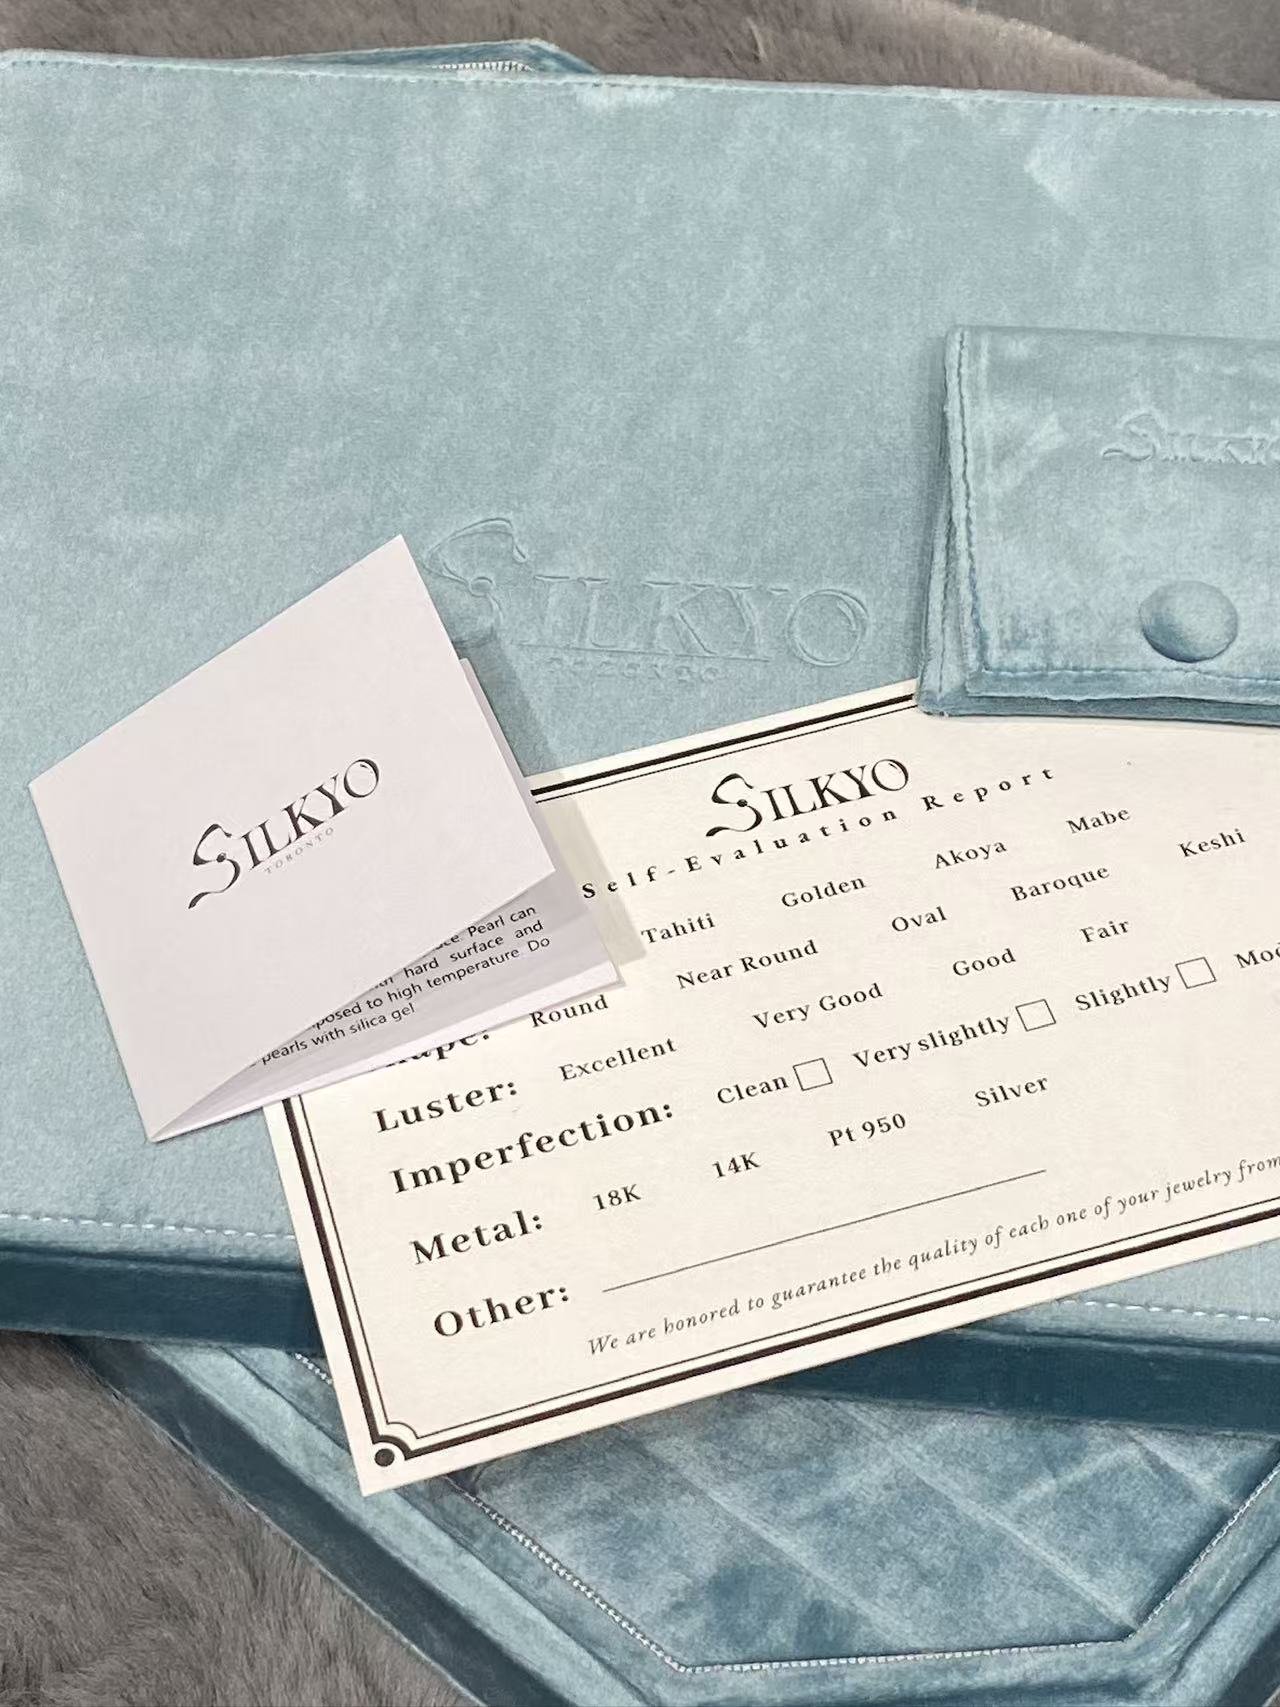 SILKYO
SILKYO
TORONTO
Pearl can
hard surface and
to high temperature. Do
pearls with silica gel
SILKYO
Self-Evaluation Report
Tahiti Golden Akoya Mabe
Round Near Round Oval Baroque Keshi
Luster: Excellent Very Good Good Fair
Imperfection: Clean Very slightly Slightly
Metal: 18K 14K Pt 950 Silver
Other:
We are honored to guarantee the quality of each one of your jewelry from